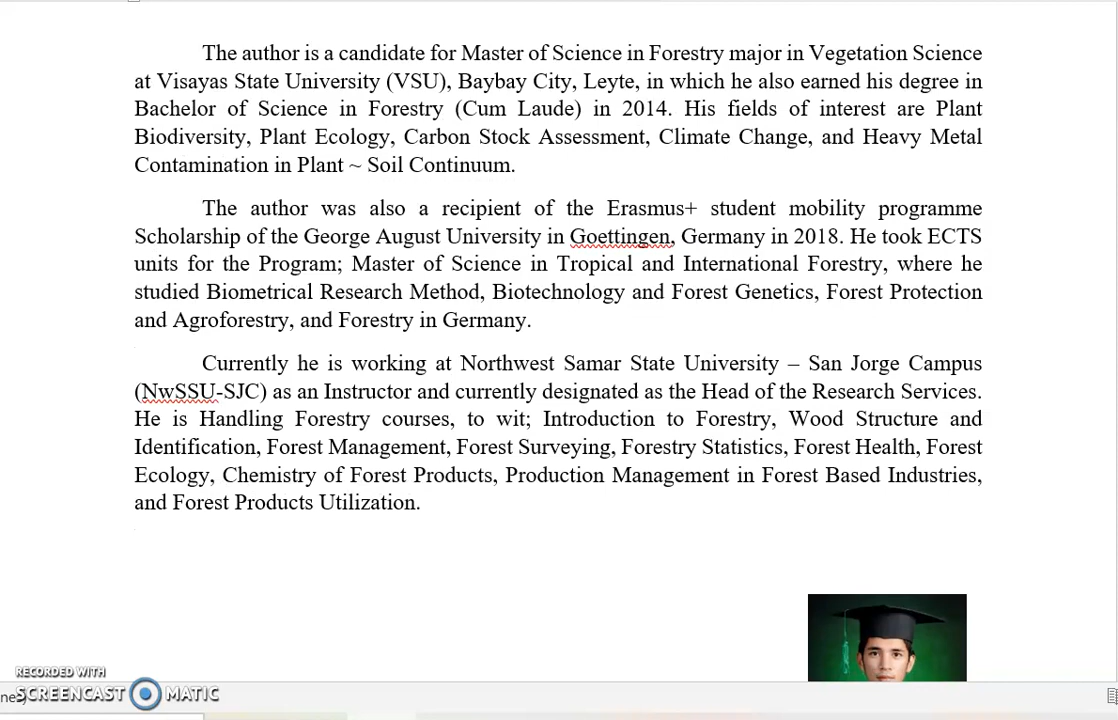 The author is a candidate for Master of Science in Forestry major in Vegetation Science
at Visayas State University (VSU), Baybay City, Leyte, in which he also earned his degree in
Bachelor of Science in Forestry (Cum Laude) in 2014. His fields of interest are Plant
Biodiversity, Plant Ecology, Carbon Stock Assessment, Climate Change, and Heavy Metal
Contamination in Plant ~ Soil Continuum.
The author was also a recipient of the Erasmus+ student mobility programme
Scholarship of the George August University in Goettingen, Germany in 2018. He took ECTS
units for the Program; Master of Science in Tropical and International Forestry, where he
studied Biometrical Research Method, Biotechnology and Forest Genetics, Forest Protection
and Agroforestry, and Forestry in Germany.
Currently he is working at Northwest Samar State University – San Jorge Campus
(NwSSU-SJC) as an Instructor and currently designated as the Head of the Research Services.
He is Handling Forestry courses, to wit; Introduction to Forestry, Wood Structure and
Identification, Forest Management, Forest Surveying, Forestry Statistics, Forest Health, Forest
Ecology, Chemistry of Forest Products, Production Management in Forest Based Industries,
and Forest Products Utilization.
RECORDED WITH
SCREENCAST MATIC